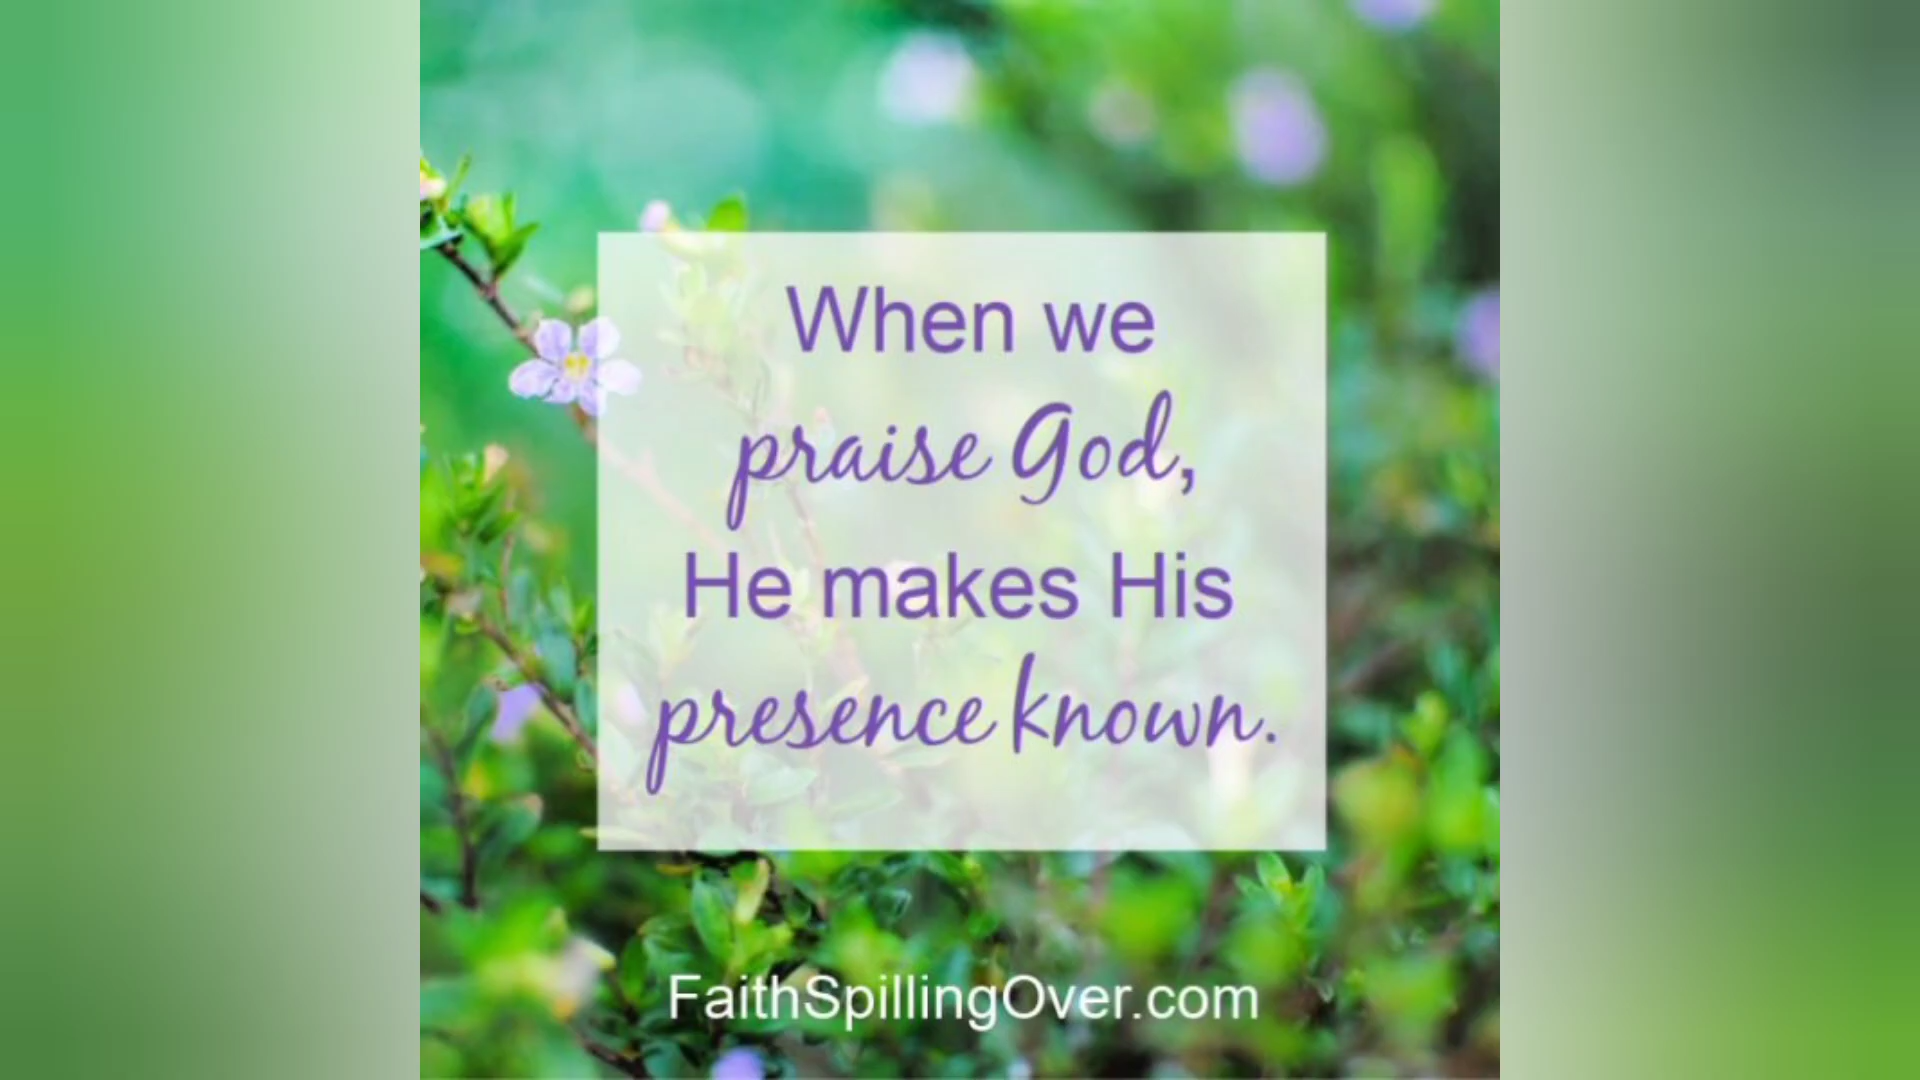 When we
praise God,
He makes His
presence known.
FaithSpillingOver.com